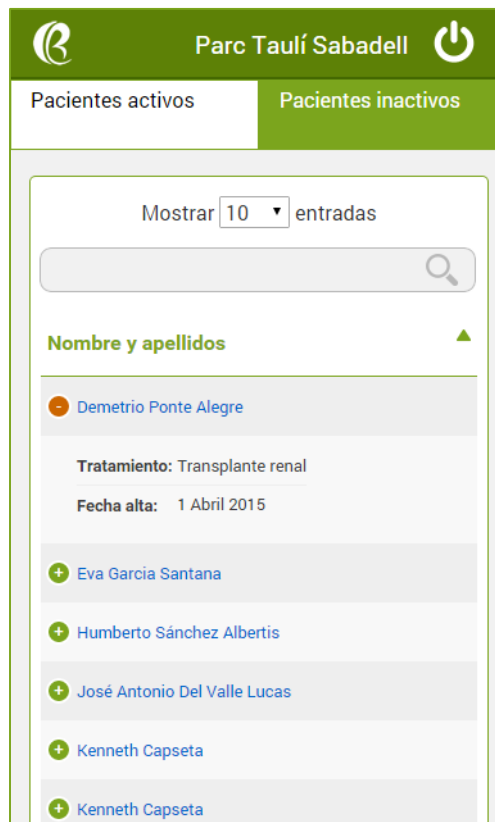 Parc Taulí Sabadell
Pacientes activos
Pacientes inactivos
Mostrar 10 entradas
Nombre y apellidos
Demetrio Ponte Alegre
Tratamiento: Transplante renal
Fecha alta: 1 Abril 2015
Eva Garcia Santana
Humberto Sánchez Albertis
José Antonio Del Valle Lucas
Kenneth Capseta
Kenneth Capseta